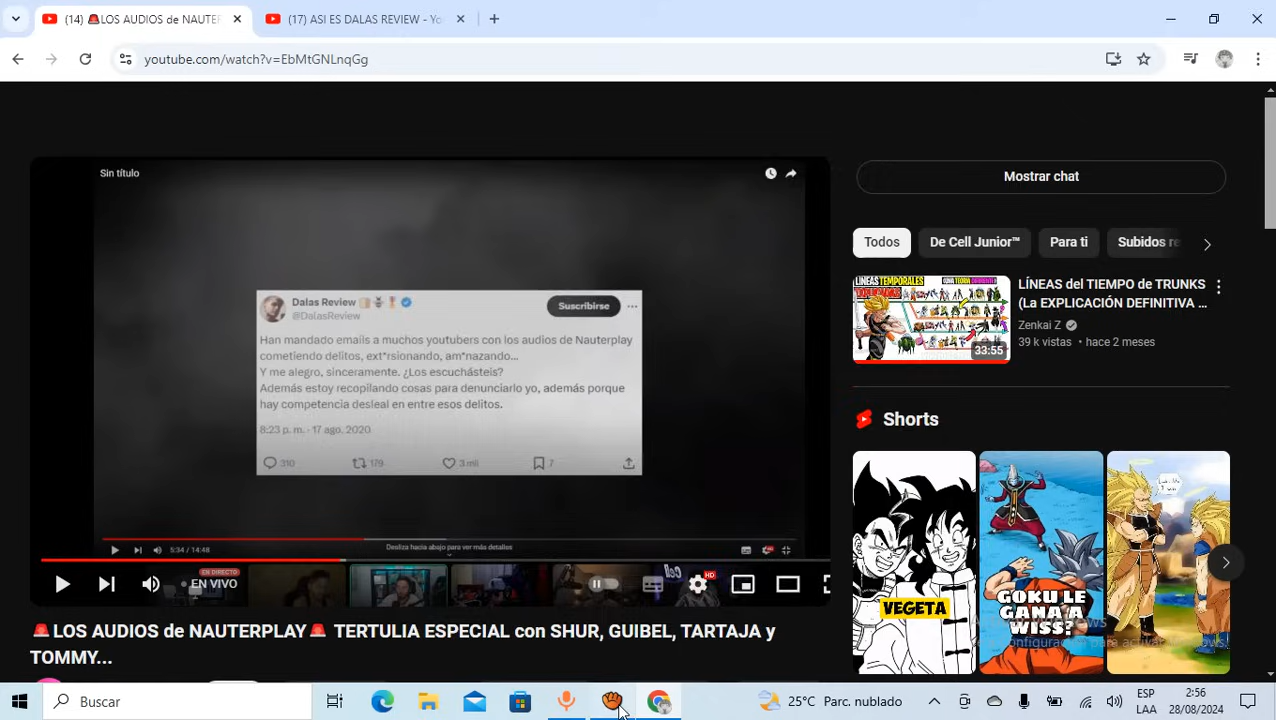 (14) 🚨LOS AUDIOS de NAUTER
(17) ASI ES DALAS REVIEW - Yo
youtube.com/watch?v=EbMtGNLnqGg
Sin título
Dalas Review
@DalasReview
Suscribirse
Han mandado emails a muchos youtubers con los audios de Nauterplay
cometiendo delitos, ext*rsionando, am*nazando...
Y me alegro, sinceramente. ¿Los escuchásteis?
Además estoy recopilando cosas para denunciarlo yo, además porque
hay competencia desleal en entre esos delitos.
8:23 p. m. · 17 ago. 2020
310
179
3 mil
7
5:34 / 14:48
Desliza hacia abajo para ver más detalles
EN DIRECTO
EN VIVO
HD
🚨LOS AUDIOS de NAUTERPLAY🚨 TERTULIA ESPECIAL con SHUR, GUIBEL, TARTAJA y
TOMMY...
Mostrar chat
Todos
De Cell Junior™
Para ti
Subidos re
LÍNEAS TEMPORALES
33:55
LÍNEAS del TIEMPO de TRUNKS
(La EXPLICACIÓN DEFINITIVA ...
Zenkai Z
39 k vistas • hace 2 meses
Shorts
VEGETA
GOKU LE
GANA A
WISS?
Buscar
25°C Parc. nublado
ESP
LAA
2:56
28/08/2024